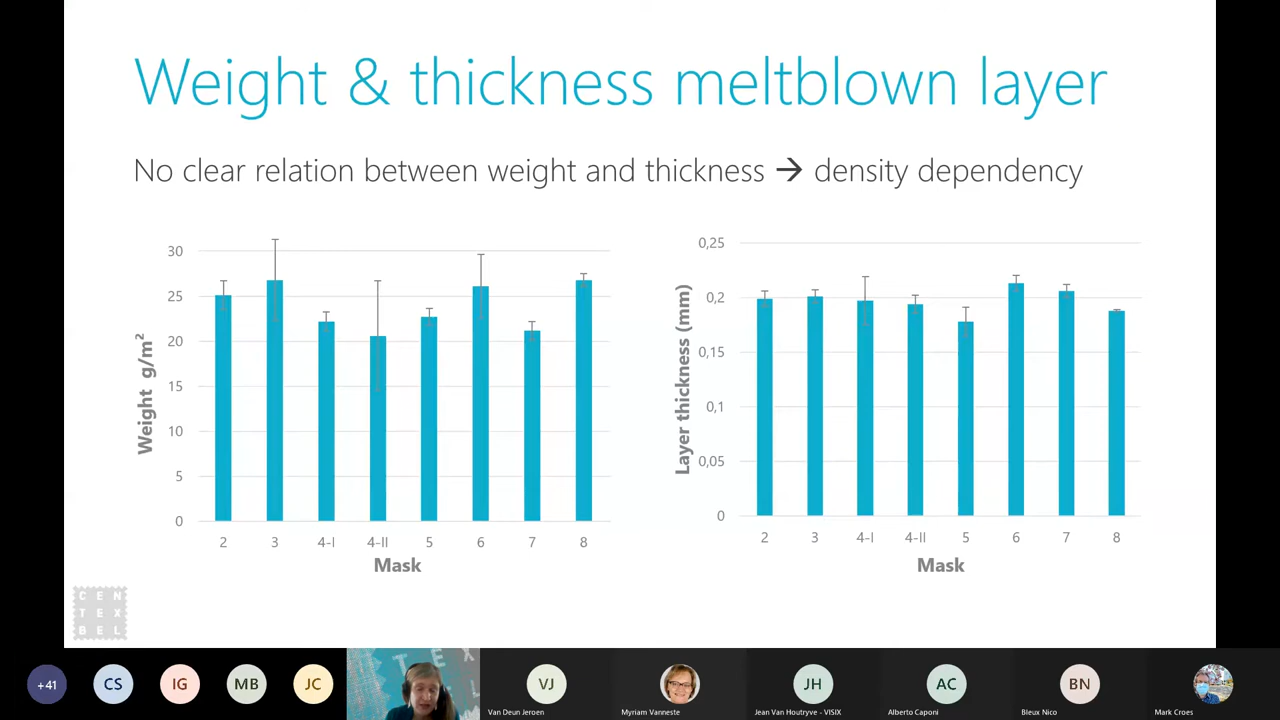 Weight & thickness meltblown layer
No clear relation between weight and thickness → density dependency
Weight g/m²
30
25
20
15
10
5
0
2 3 4-I 4-II 5 6 7 8
Mask
Layer thickness (mm)
0,25
0,2
0,15
0,1
0,05
0
2 3 4-I 4-II 5 6 7 8
Mask
CEN
TEX
BEL
TEX
L
+41 CS IG MB JC VJ JH AC BN
Van Deun Jeroen Myriam Vanneste Jean Van Houtryve - VISIX Alberto Caponi Bleux Nico Mark Croes